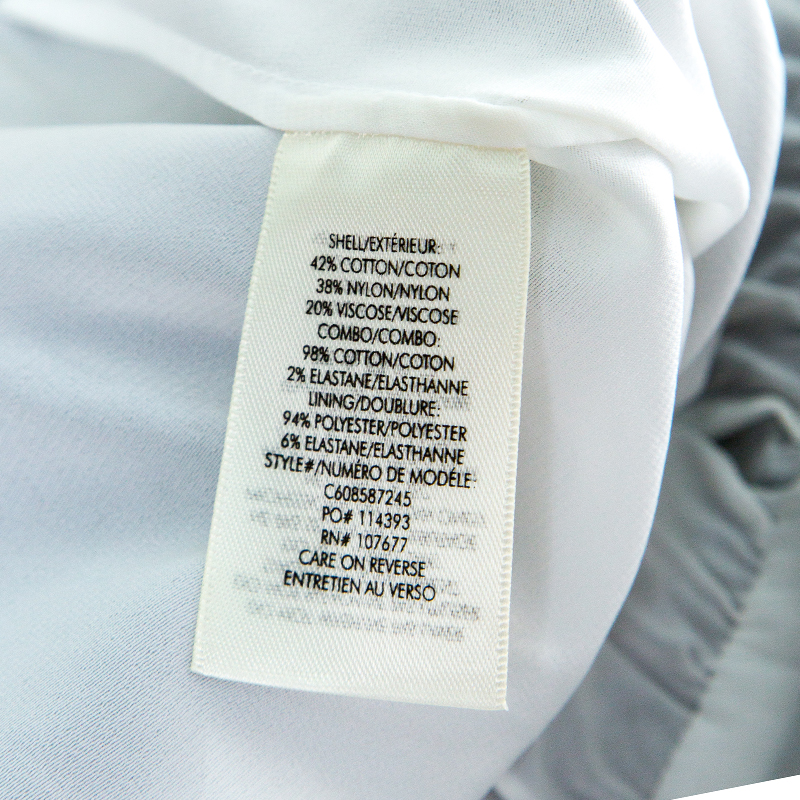 SHELL/EXTÉRIEUR:
42% COTTON/COTON
38% NYLON/NYLON
20% VISCOSE/VISCOSE
COMBO/COMBO:
98% COTTON/COTON
2% ELASTANE/ELASTHANNE
LINING/DOUBLURE:
94% POLYESTER/POLYESTER
6% ELASTANE/ELASTHANNE
STYLE#/NUMÉRO DE MODÉLE:
C608587245
PO# 114393
RN# 107677
CARE ON REVERSE
ENTRETIEN AU VERSO